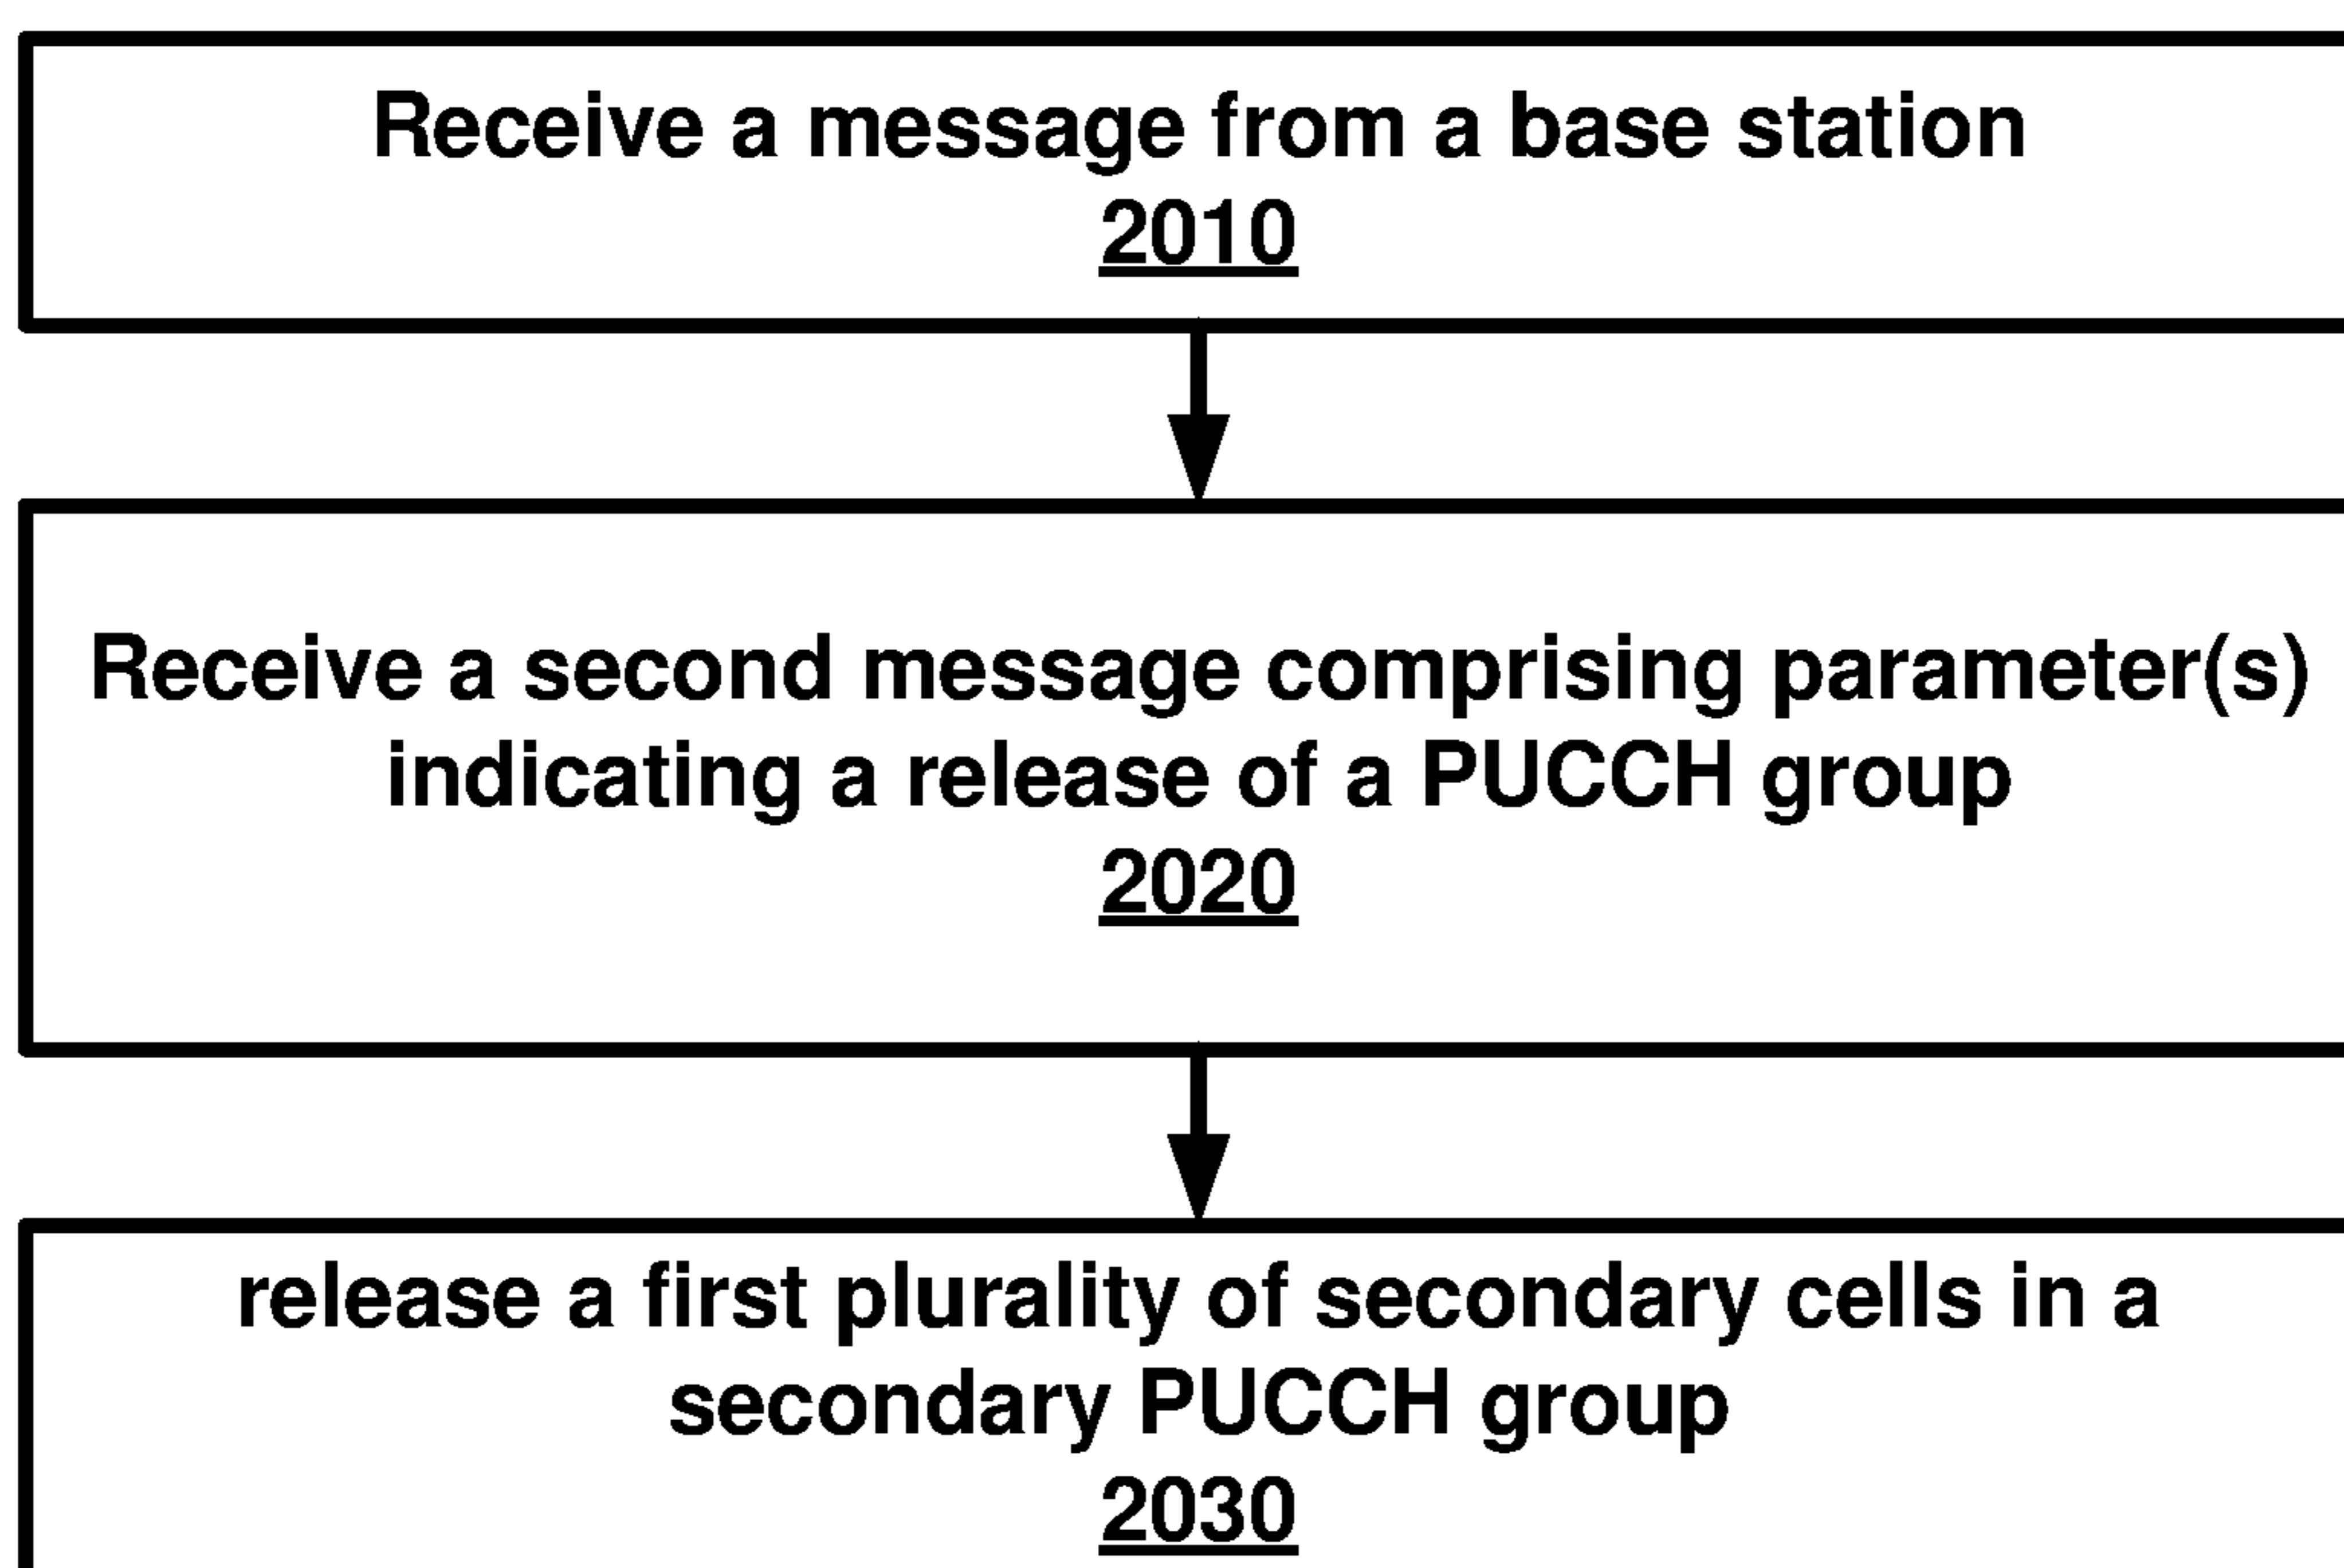 Receive a message from a base station
2010
Receive a second message comprising parameter(s)
indicating a release of a PUCCH group
2020
release a first plurality of secondary cells in a
secondary PUCCH group
2030